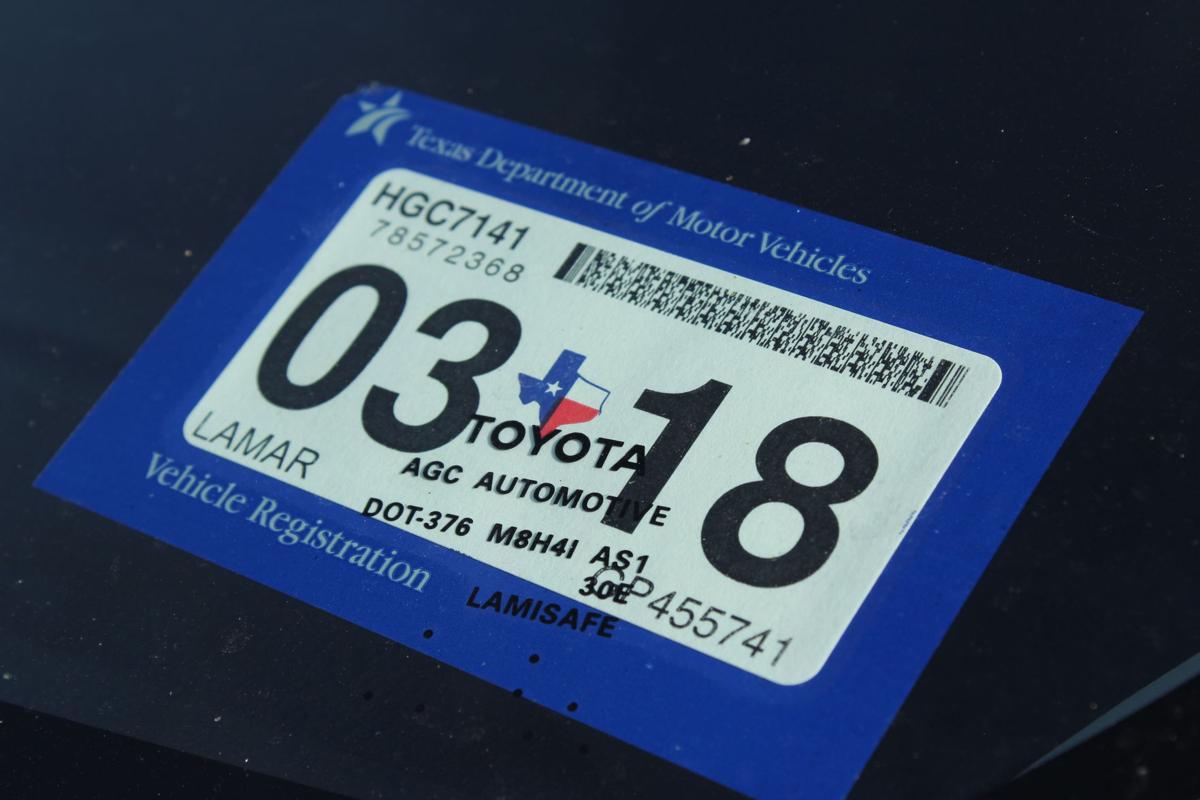 Texas Department of Motor Vehicles
HGC7141
78572368
03 18
TOYOTA
AGC AUTOMOTIVE
DOT-376 M8H4I AS1
30E
LAMISAFE
LAMAR
455741
Vehicle Registration